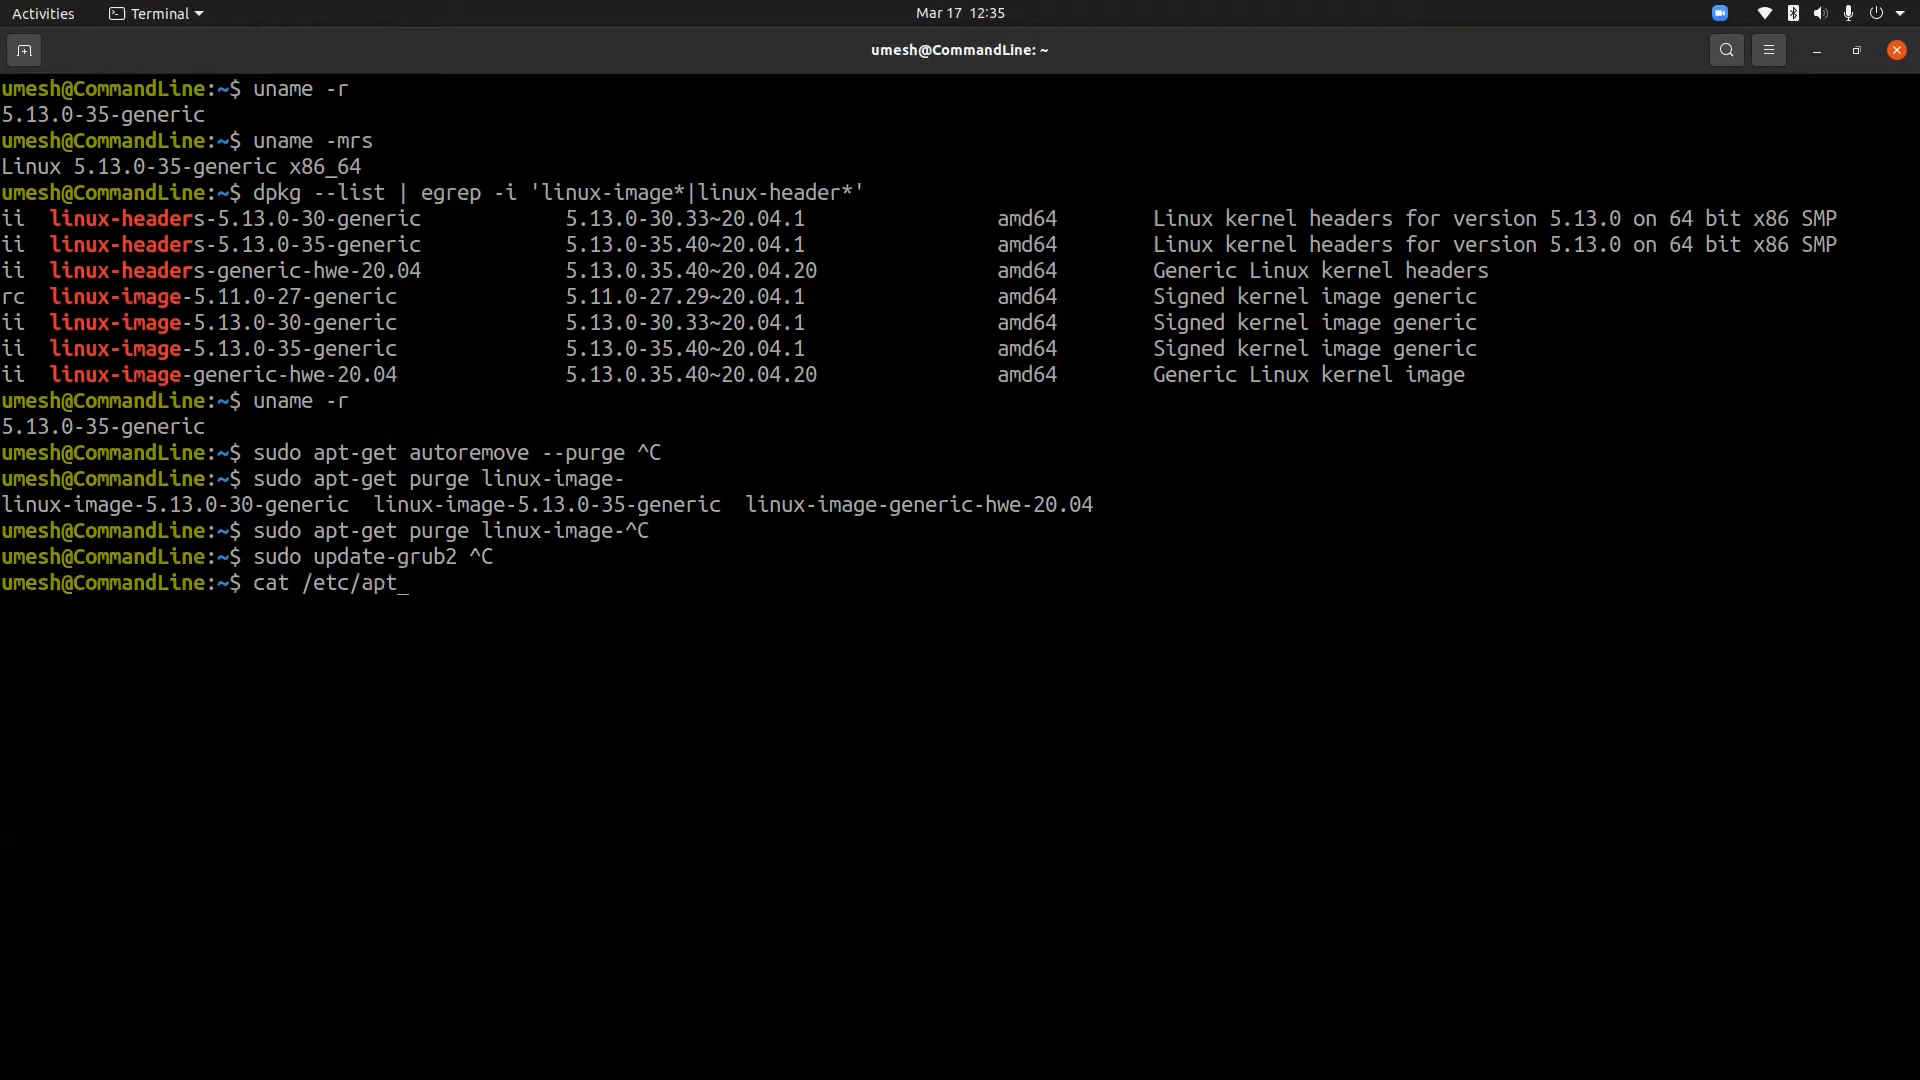 Activities Terminal Mar 17 12:35
umesh@CommandLine: ~
umesh@CommandLine:~$ uname -r
5.13.0-35-generic
umesh@CommandLine:~$ uname -mrs
Linux 5.13.0-35-generic x86_64
umesh@CommandLine:~$ dpkg --list | egrep -i 'linux-image*|linux-header*'
ii  linux-headers-5.13.0-30-generic            5.13.0-30.33~20.04.1                amd64        Linux kernel headers for version 5.13.0 on 64 bit x86 SMP
ii  linux-headers-5.13.0-35-generic            5.13.0-35.40~20.04.1                amd64        Linux kernel headers for version 5.13.0 on 64 bit x86 SMP
ii  linux-headers-generic-hwe-20.04            5.13.0.35.40~20.04.20               amd64        Generic Linux kernel headers
rc  linux-image-5.11.0-27-generic              5.11.0-27.29~20.04.1                amd64        Signed kernel image generic
ii  linux-image-5.13.0-30-generic              5.13.0-30.33~20.04.1                amd64        Signed kernel image generic
ii  linux-image-5.13.0-35-generic              5.13.0-35.40~20.04.1                amd64        Signed kernel image generic
ii  linux-image-generic-hwe-20.04              5.13.0.35.40~20.04.20               amd64        Generic Linux kernel image
umesh@CommandLine:~$ uname -r
5.13.0-35-generic
umesh@CommandLine:~$ sudo apt-get autoremove --purge ^C
umesh@CommandLine:~$ sudo apt-get purge linux-image-
linux-image-5.13.0-30-generic  linux-image-5.13.0-35-generic  linux-image-generic-hwe-20.04
umesh@CommandLine:~$ sudo apt-get purge linux-image-^C
umesh@CommandLine:~$ sudo update-grub2 ^C
umesh@CommandLine:~$ cat /etc/apt_